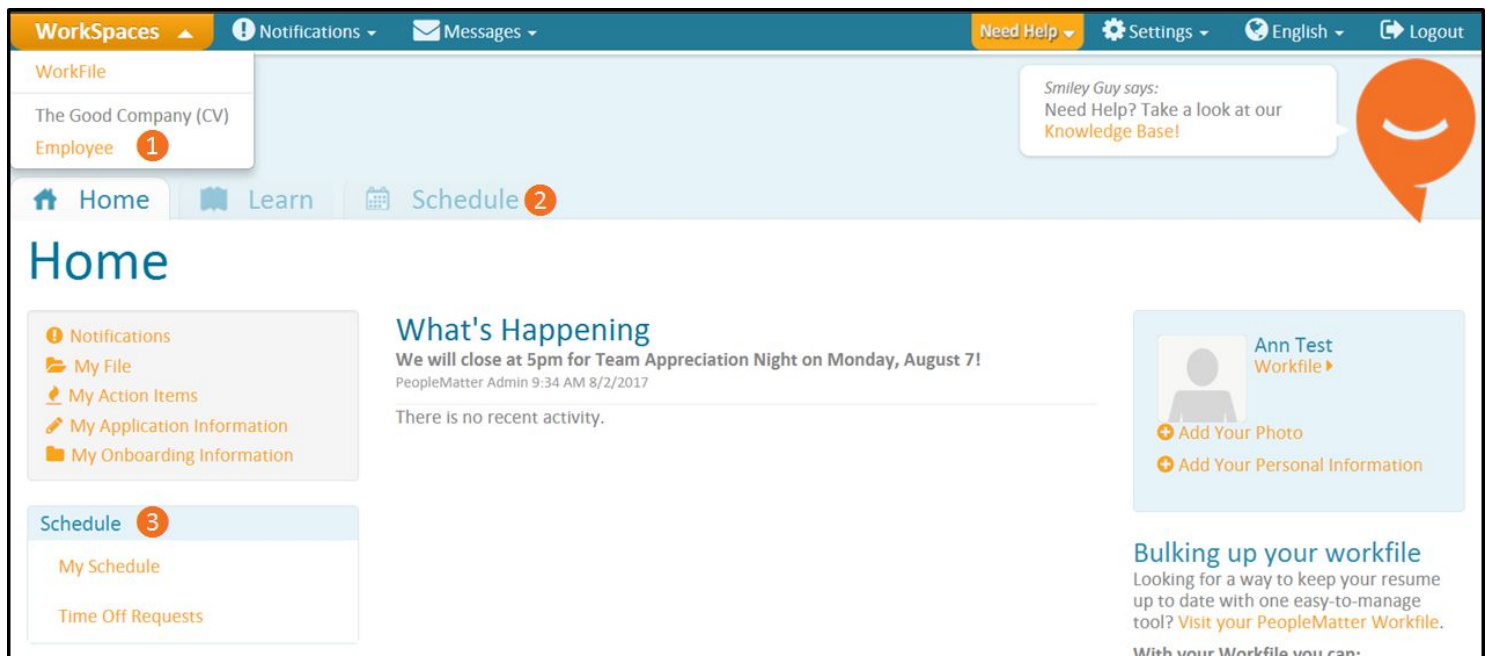 WorkSpaces
Notifications
Messages
Need Help
Settings
English
Logout
WorkFile
The Good Company (CV)
Employee 1
Smiley Guy says:
Need Help? Take a look at our
Knowledge Base!
Home
Learn
Schedule 2
Home
Notifications
My File
My Action Items
My Application Information
My Onboarding Information
Schedule 3
My Schedule
Time Off Requests
What's Happening
We will close at 5pm for Team Appreciation Night on Monday, August 7!
PeopleMatter Admin 9:34 AM 8/2/2017
There is no recent activity.
Ann Test
Workfile
Add Your Photo
Add Your Personal Information
Bulking up your workfile
Looking for a way to keep your resume
up to date with one easy-to-manage
tool? Visit your PeopleMatter Workfile.
With your Workfile you can: